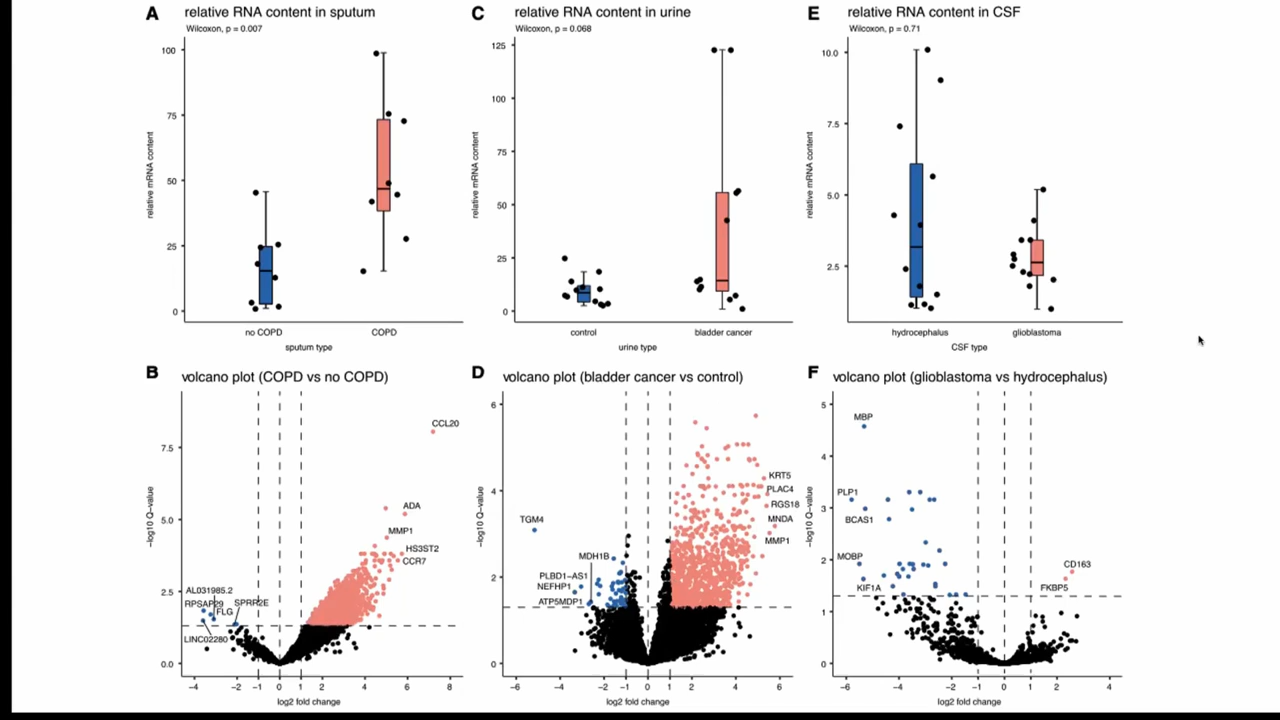 A relative RNA content in sputum
Wilcoxon, p = 0.007
relative mRNA content
100
75
50
25
0
no COPD COPD
sputum type
C relative RNA content in urine
Wilcoxon, p = 0.068
relative mRNA content
125
100
75
50
25
0
control bladder cancer
urine type
E relative RNA content in CSF
Wilcoxon, p = 0.71
relative mRNA content
10.0
7.5
5.0
2.5
hydrocephalus glioblastoma
CSF type
B volcano plot (COPD vs no COPD)
−log10 Q−value
7.5
5.0
2.5
0.0
CCL20
ADA
MMP1
HS3ST2
CCR7
AL031985.2
RPSAP29
SPRR2E
FLG
LINC02280
−4 −2 −1 0 1 2 4 6 8
log2 fold change
D volcano plot (bladder cancer vs control)
−log10 Q−value
6
4
2
0
KRT5
PLAC4
RGS18
MNDA
MMP1
TGM4
MDH1B
PLBD1−AS1
NEFHP1
ATP5MDP1
−6 −4 −2 −1 0 1 2 4 6
log2 fold change
F volcano plot (glioblastoma vs hydrocephalus)
−log10 Q−value
5
4
3
2
1
0
MBP
PLP1
BCAS1
MOBP
KIF1A
CD163
FKBP5
−6 −4 −2 −1 0 1 2 4
log2 fold change